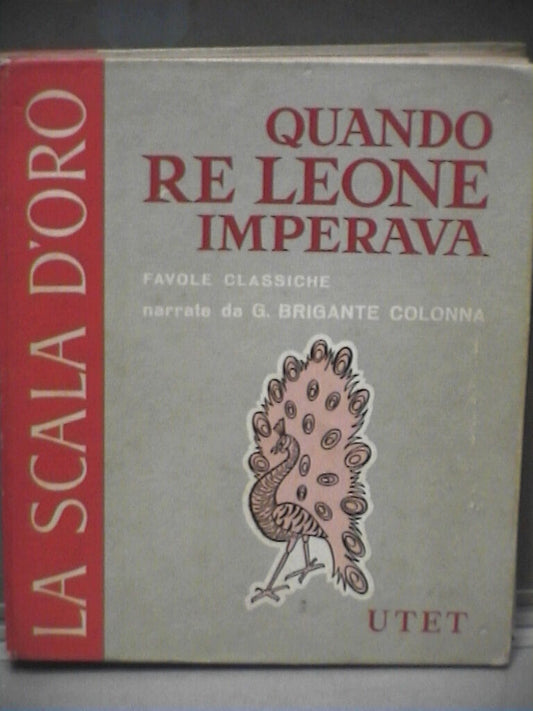 LA SCALA D'ORO
QUANDO
RE LEONE
IMPERAVA
FAVOLE CLASSICHE
narrate da G. BRIGANTE COLONNA
UTET